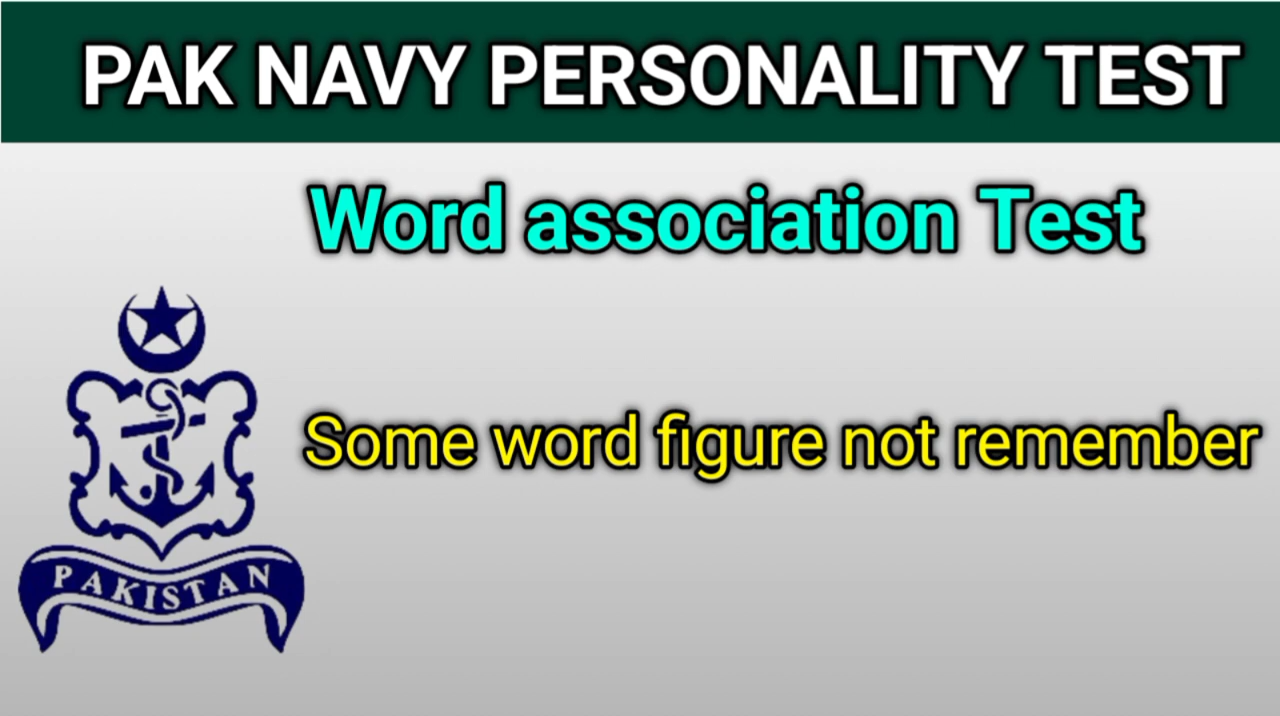 PAK NAVY PERSONALITY TEST
Word association Test
Some word figure not remember
PAKISTAN